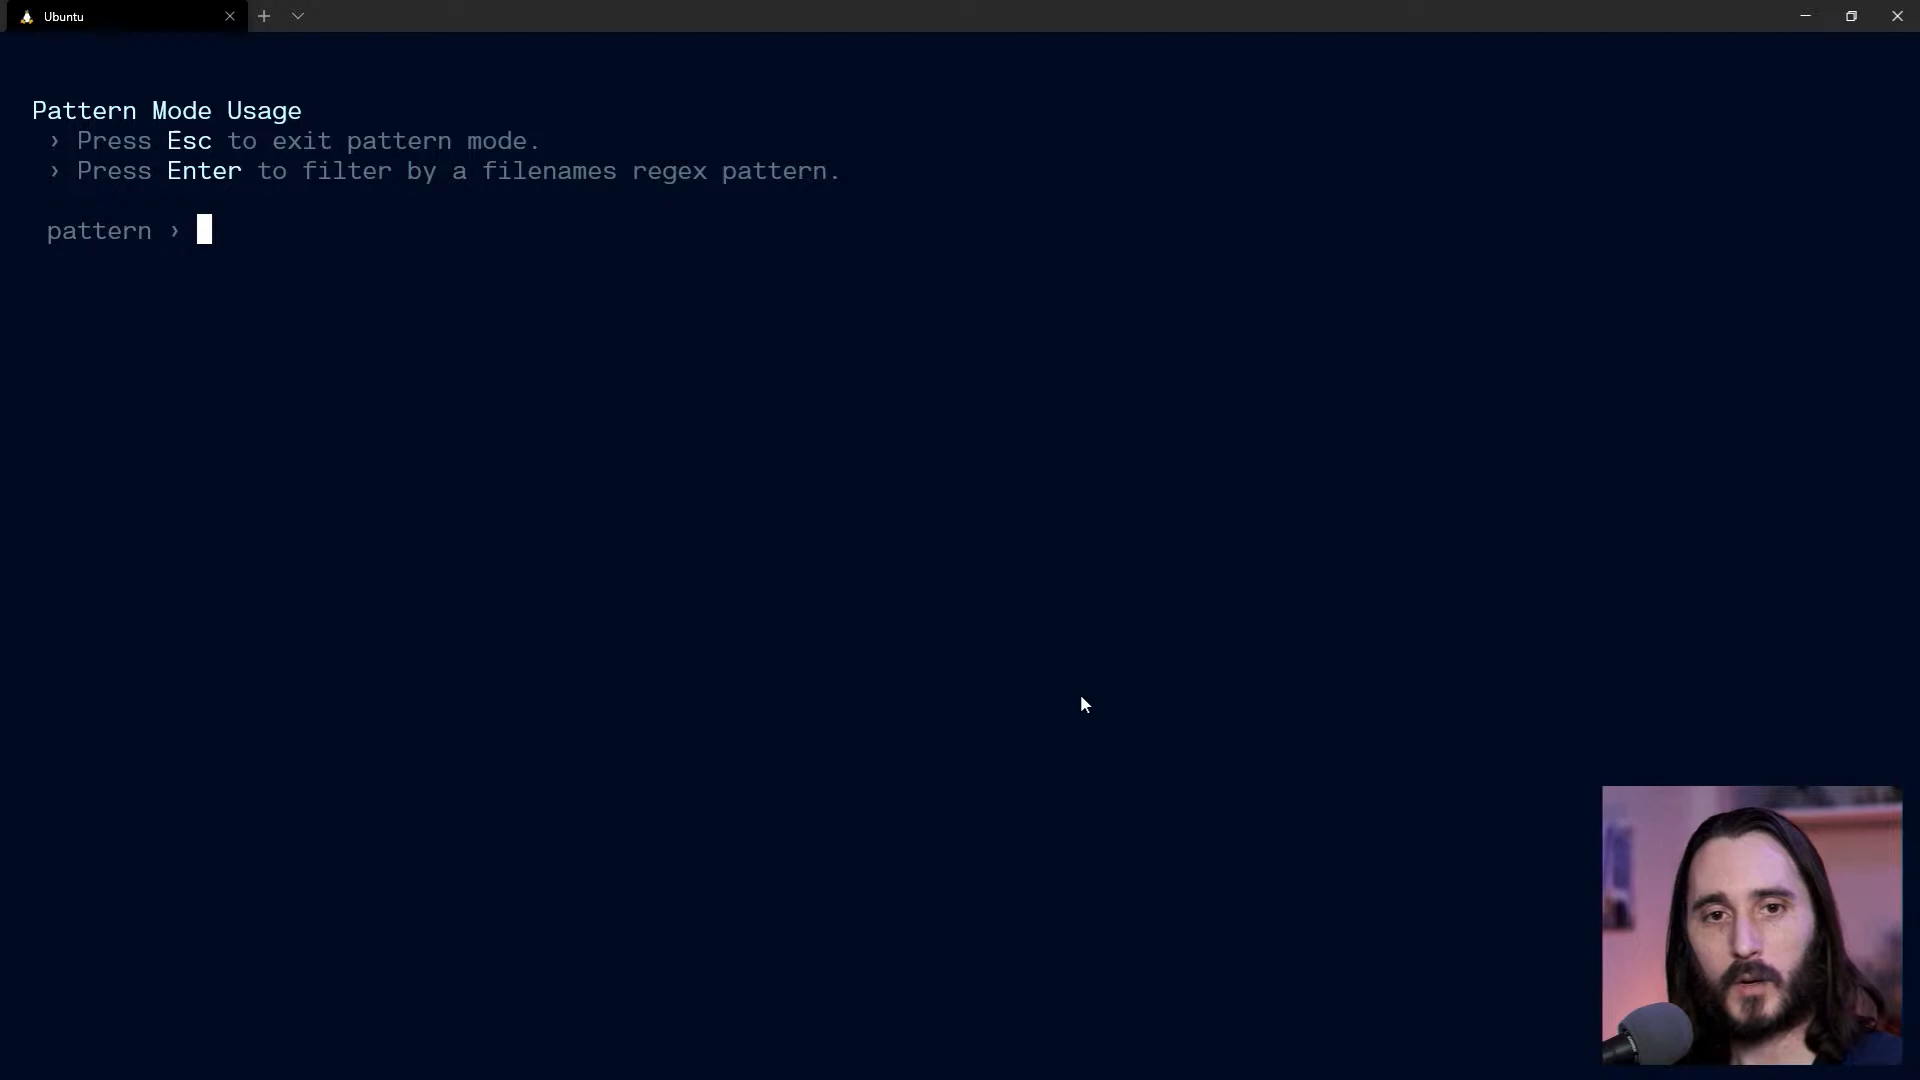 Ubuntu
Pattern Mode Usage
› Press Esc to exit pattern mode.
› Press Enter to filter by a filenames regex pattern.
pattern ›